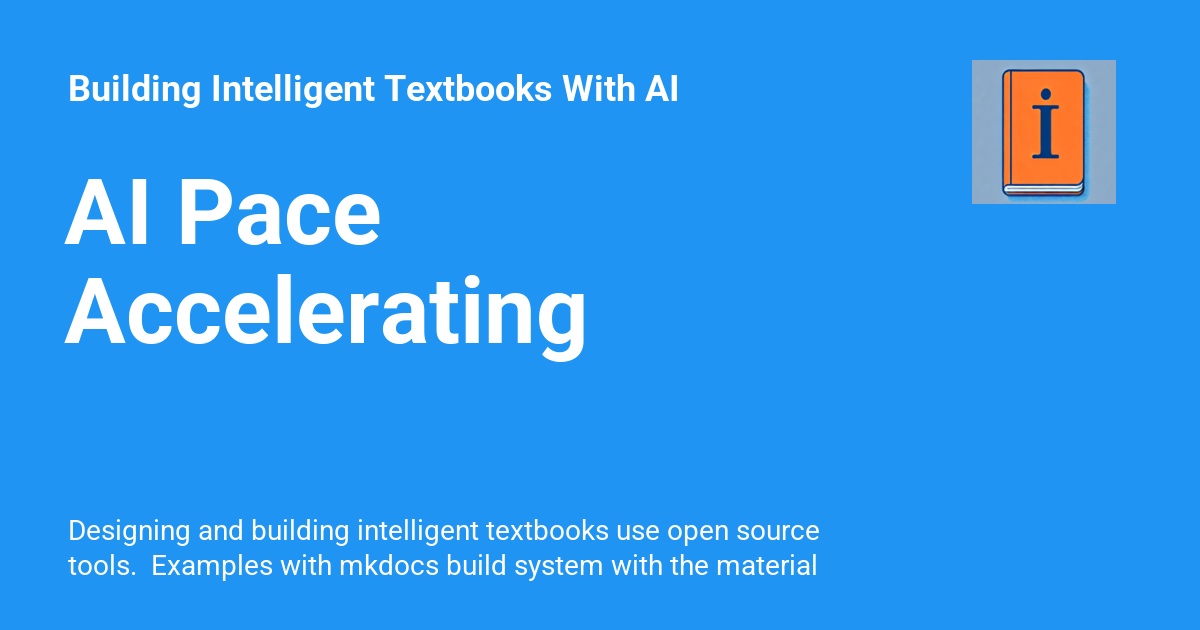 Building Intelligent Textbooks With AI
i
AI Pace
Accelerating
Designing and building intelligent textbooks use open source
tools.  Examples with mkdocs build system with the material